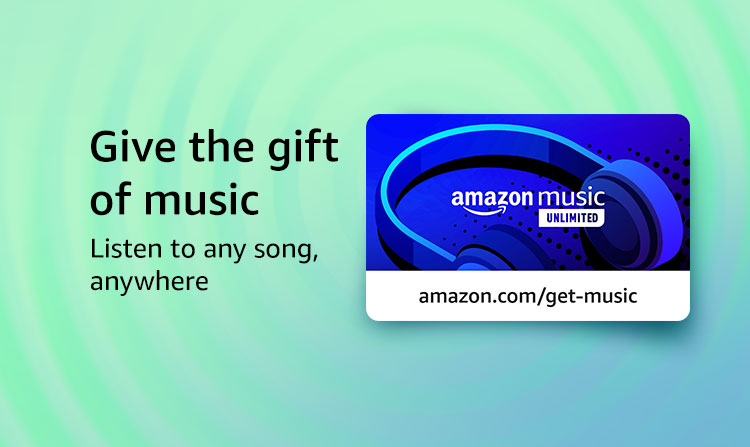 Give the gift
of music
Listen to any song,
anywhere
amazon music
UNLIMITED
amazon.com/get-music